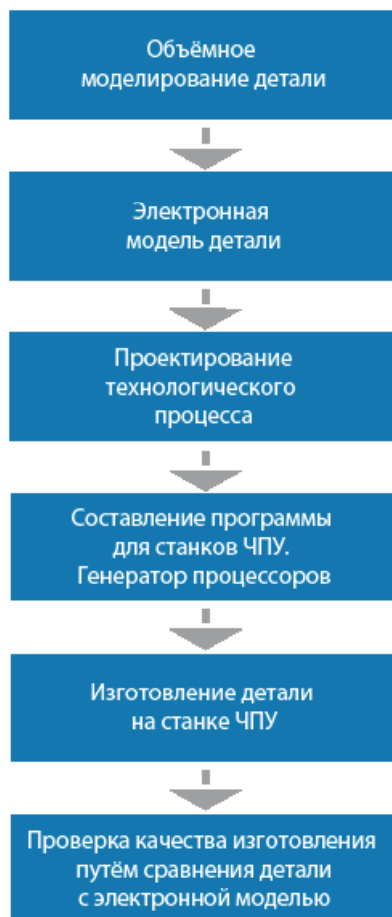 Объёмное
моделирование детали
Электронная
модель детали
Проектирование
технологического
процесса
Составление программы
для станков ЧПУ.
Генератор процессоров
Изготовление детали
на станке ЧПУ
Проверка качества изготовления
путём сравнения детали
с электронной моделью